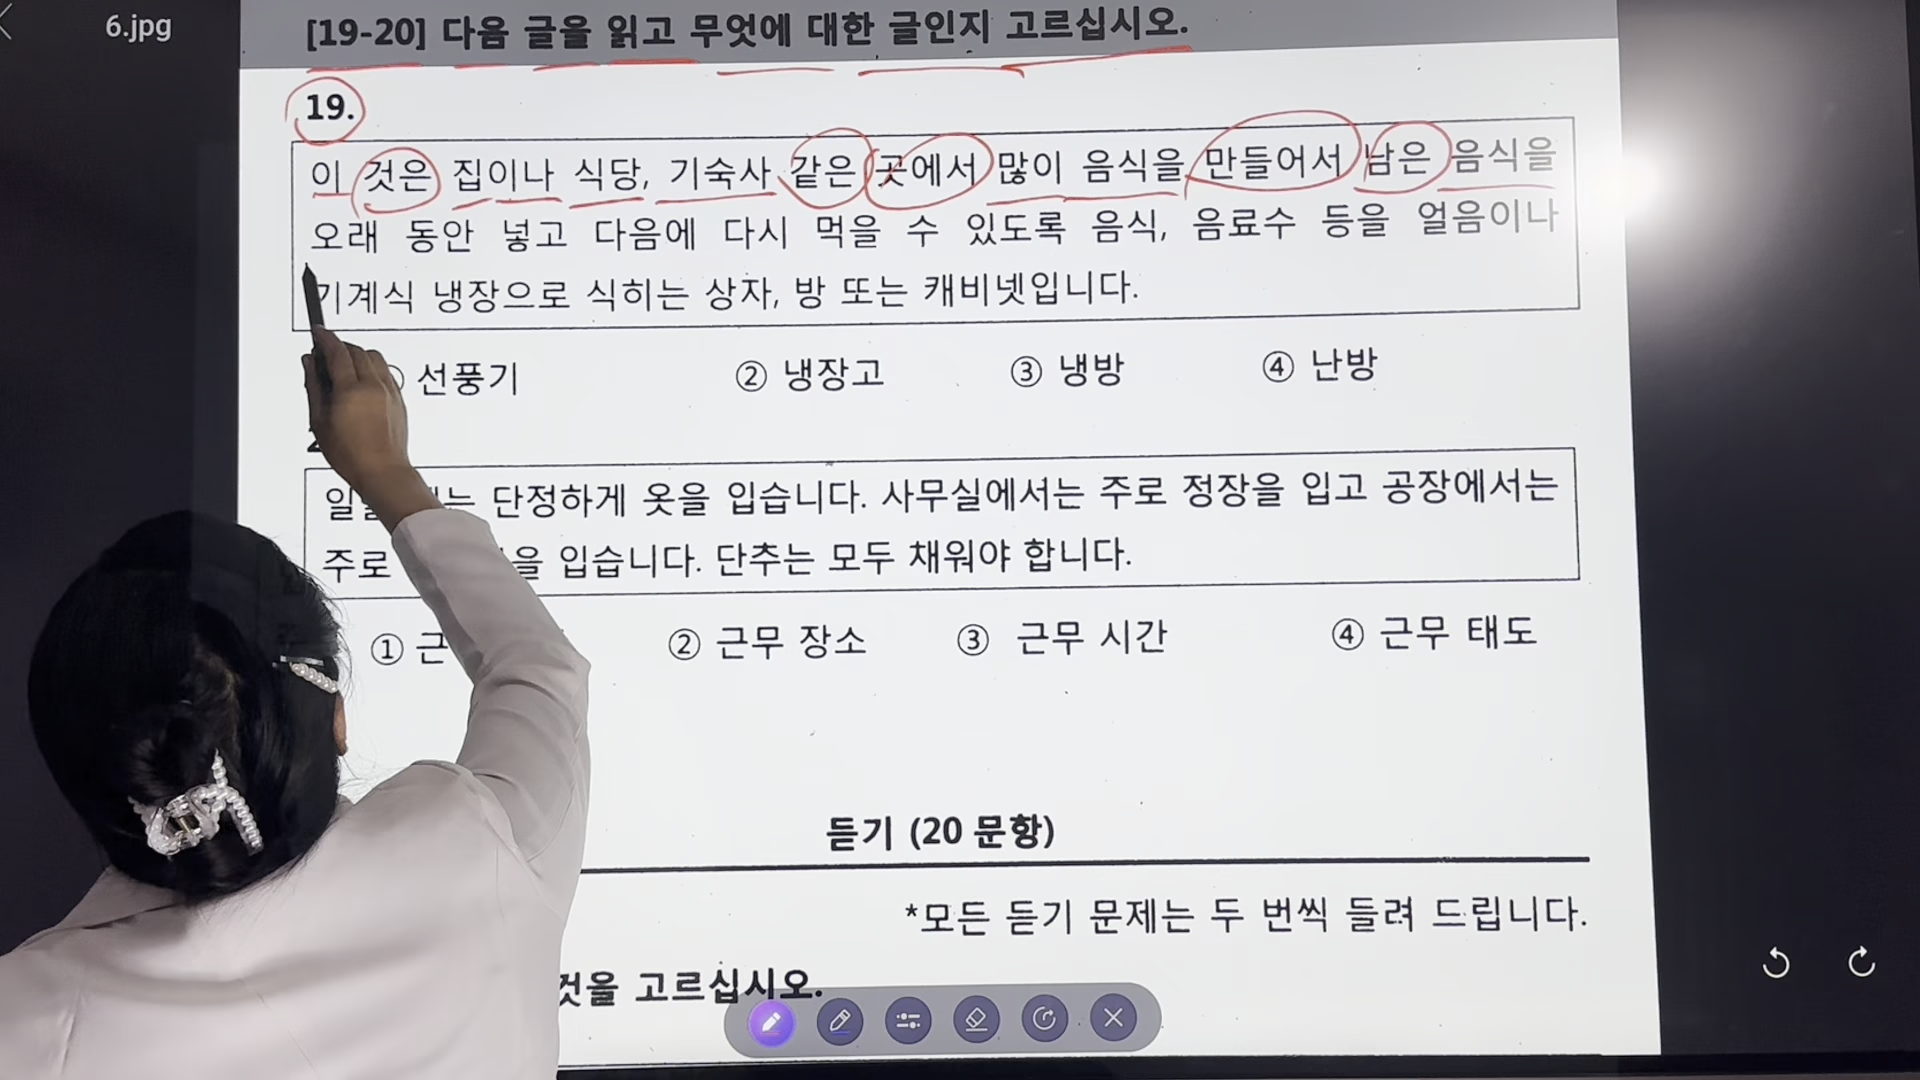 6.jpg
[19-20] 다음 글을 읽고 무엇에 대한 글인지 고르십시오.
19.
이 것은 집이나 식당, 기숙사 같은 곳에서 많이 음식을 만들어서 남은 음식을
오래 동안 넣고 다음에 다시 먹을 수 있도록 음식, 음료수 등을 얼음이나
기계식 냉장으로 식히는 상자, 방 또는 캐비넷입니다.
선풍기 ② 냉장고 ③ 냉방 ④ 난방
단정하게 옷을 입습니다. 사무실에서는 주로 정장을 입고 공장에서는
주로 을 입습니다. 단추는 모두 채워야 합니다.
① 근 ② 근무 장소 ③ 근무 시간 ④ 근무 태도
듣기 (20 문항)
*모든 듣기 문제는 두 번씩 들려 드립니다.
것을 고르십시오.